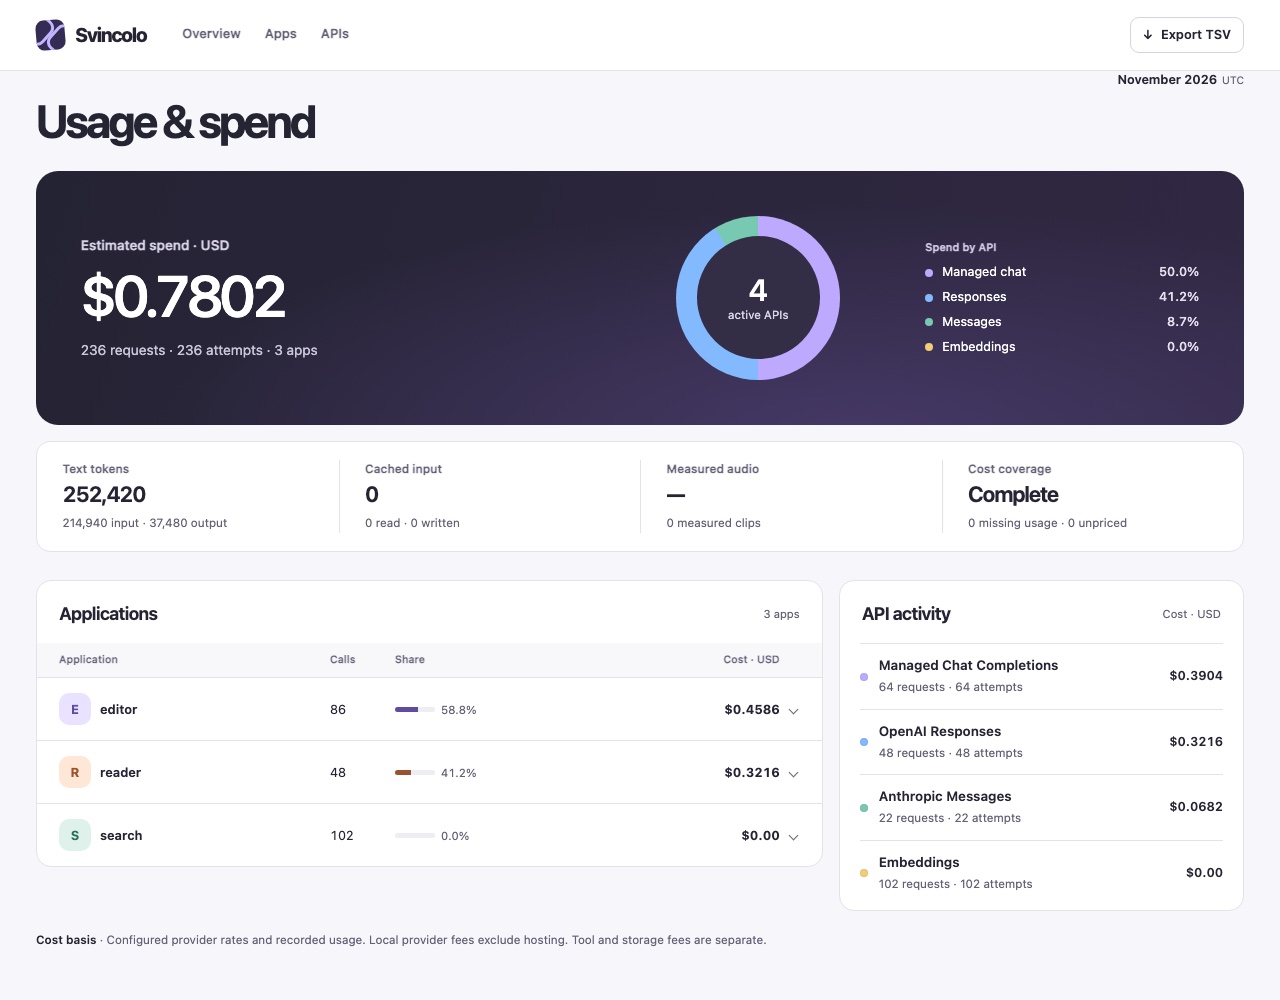 Svincolo
Overview Apps APIs
↓ Export TSV
November 2026 UTC
Usage & spend
Estimated spend · USD
$0.7802
236 requests · 236 attempts · 3 apps
4
active APIs
Spend by API
Managed chat 50.0%
Responses 41.2%
Messages 8.7%
Embeddings 0.0%
Text tokens
252,420
214,940 input · 37,480 output
Cached input
0
0 read · 0 written
Measured audio
—
0 measured clips
Cost coverage
Complete
0 missing usage · 0 unpriced
Applications 3 apps
Application Calls Share Cost · USD
E editor 86 58.8% $0.4586
R reader 48 41.2% $0.3216
S search 102 0.0% $0.00
API activity Cost · USD
Managed Chat Completions
64 requests · 64 attempts
$0.3904
OpenAI Responses
48 requests · 48 attempts
$0.3216
Anthropic Messages
22 requests · 22 attempts
$0.0682
Embeddings
102 requests · 102 attempts
$0.00
Cost basis · Configured provider rates and recorded usage. Local provider fees exclude hosting. Tool and storage fees are separate.